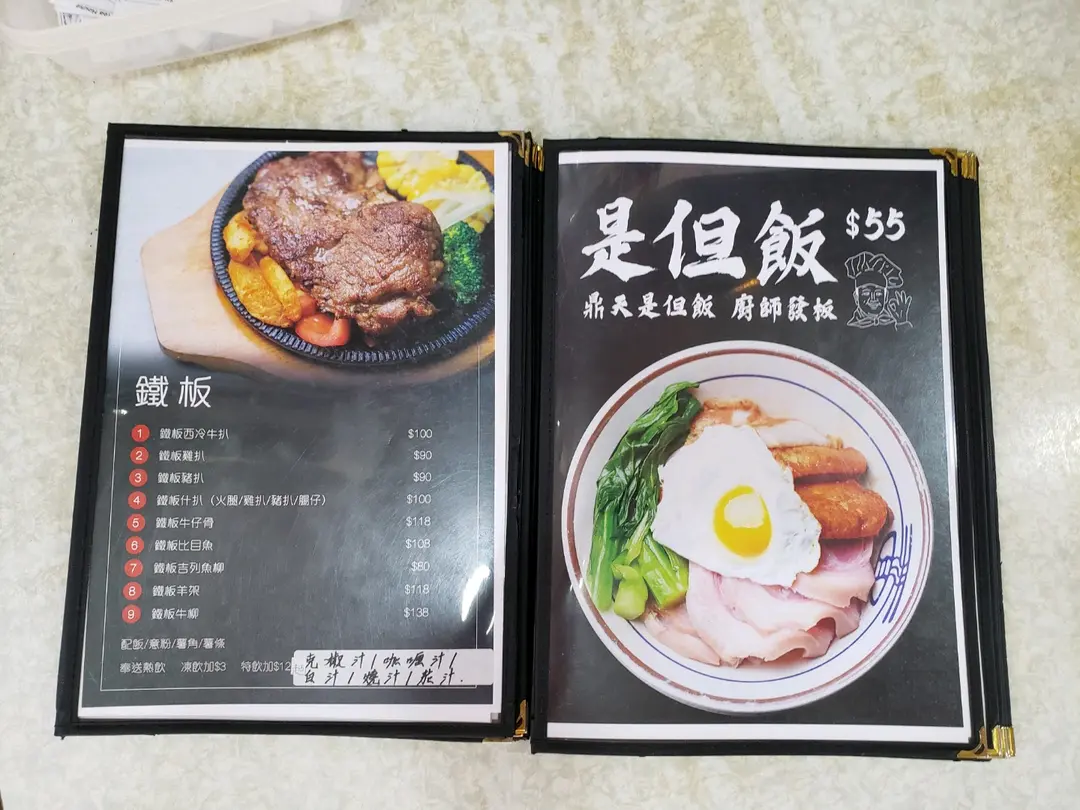 鐵板
1 鐵板西冷牛扒 $100
2 鐵板雞扒 $90
3 鐵板豬扒 $90
4 鐵板什扒（火腿/雞扒/豬扒/腸仔） $100
5 鐵板牛仔骨 $118
6 鐵板比目魚 $108
7 鐵板吉列魚柳 $80
8 鐵板羊架 $118
9 鐵板牛柳 $138
配飯/意粉/薯角/薯條
奉送熱飲 凍飲加$3 特飲加$12
克椒汁/咖喱汁/
白汁/燒汁/茄汁.
是但飯 $55
鼎天是但飯 廚師發板